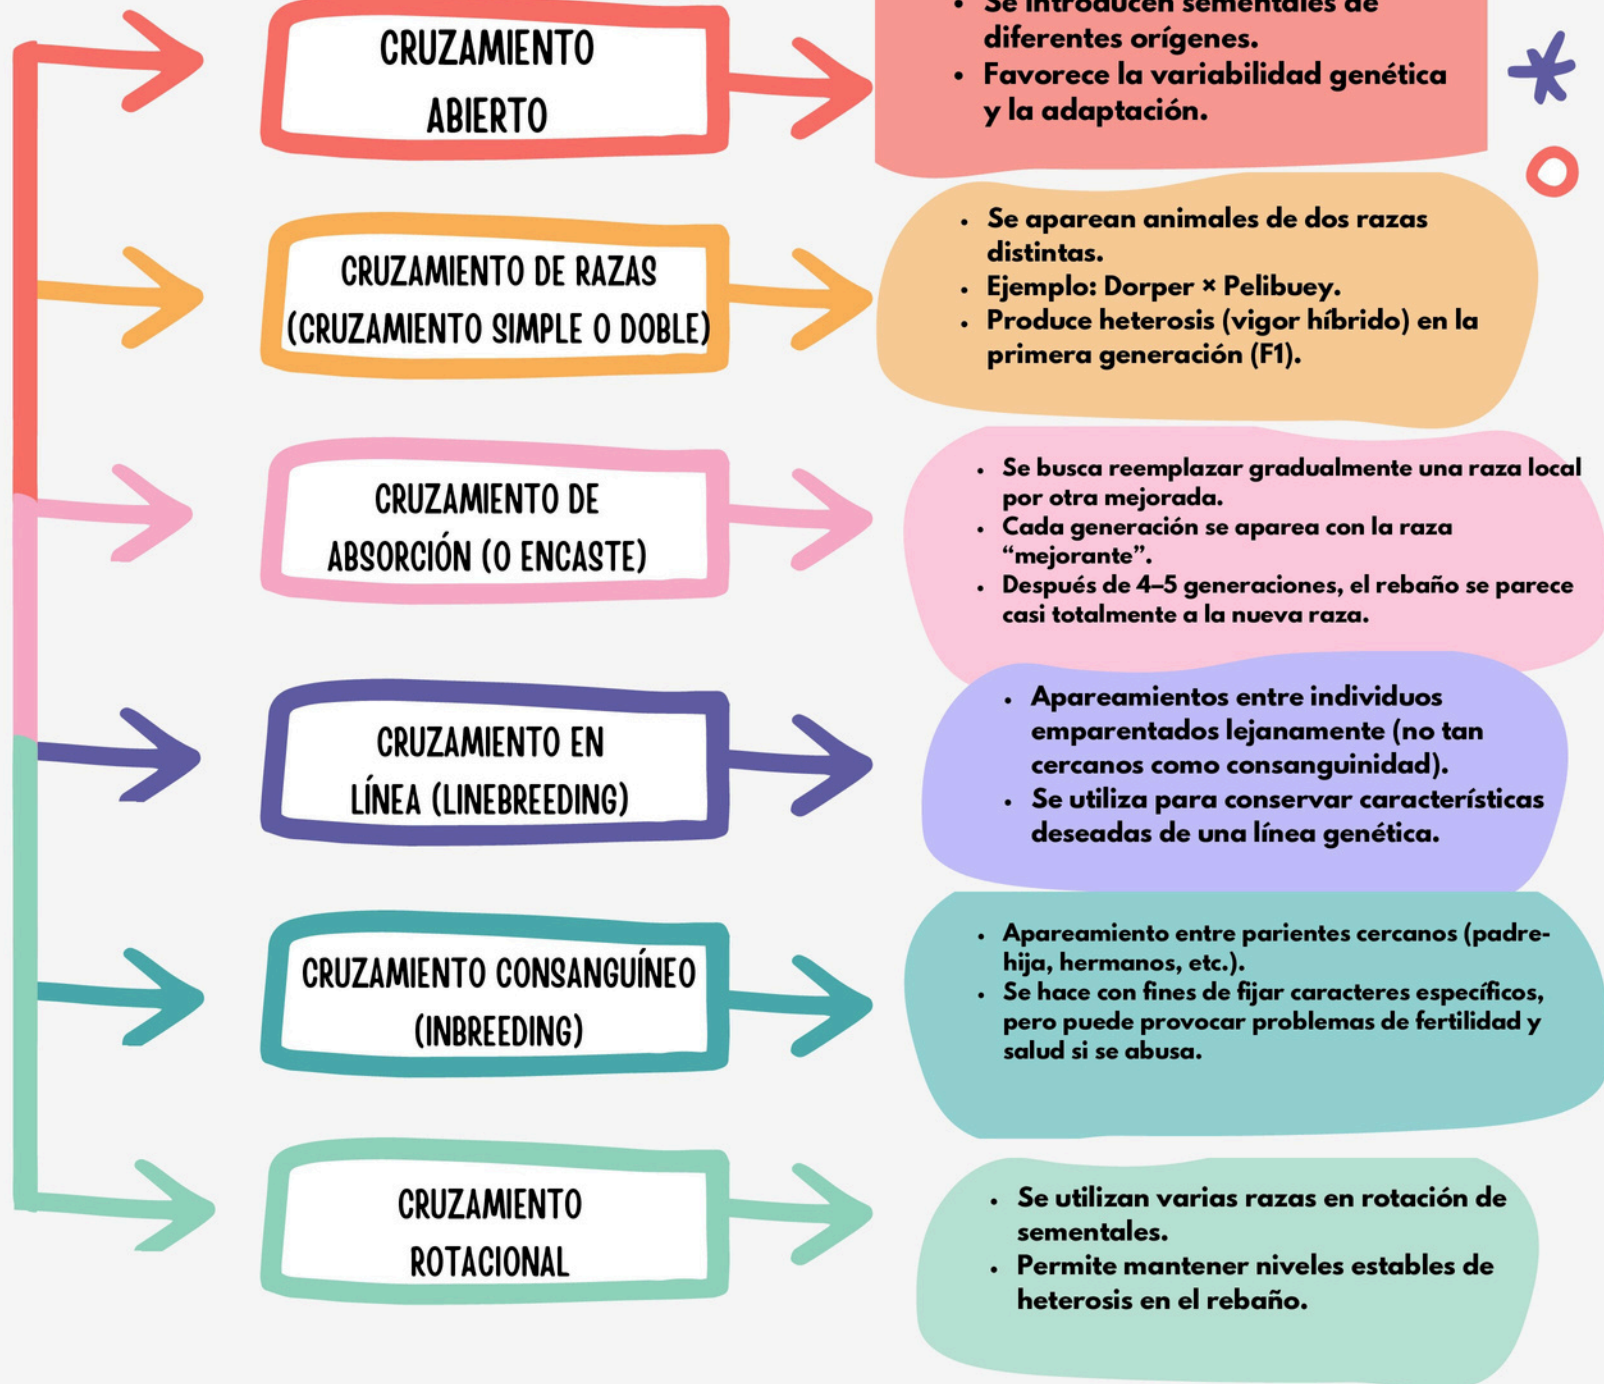 CRUZAMIENTO
ABIERTO
• Se introducen sementales de
diferentes orígenes.
• Favorece la variabilidad genética
y la adaptación.
CRUZAMIENTO DE RAZAS
(CRUZAMIENTO SIMPLE O DOBLE)
• Se aparean animales de dos razas
distintas.
• Ejemplo: Dorper × Pelibuey.
• Produce heterosis (vigor híbrido) en la
primera generación (F1).
CRUZAMIENTO DE
ABSORCIÓN (O ENCASTE)
• Se busca reemplazar gradualmente una raza local
por otra mejorada.
• Cada generación se aparea con la raza
“mejorante”.
• Después de 4–5 generaciones, el rebaño se parece
casi totalmente a la nueva raza.
CRUZAMIENTO EN
LÍNEA (LINEBREEDING)
• Apareamientos entre individuos
emparentados lejanamente (no tan
cercanos como consanguinidad).
• Se utiliza para conservar características
deseadas de una línea genética.
CRUZAMIENTO CONSANGUÍNEO
(INBREEDING)
• Apareamiento entre parientes cercanos (padre-
hija, hermanos, etc.).
• Se hace con fines de fijar caracteres específicos,
pero puede provocar problemas de fertilidad y
salud si se abusa.
CRUZAMIENTO
ROTACIONAL
• Se utilizan varias razas en rotación de
sementales.
• Permite mantener niveles estables de
heterosis en el rebaño.